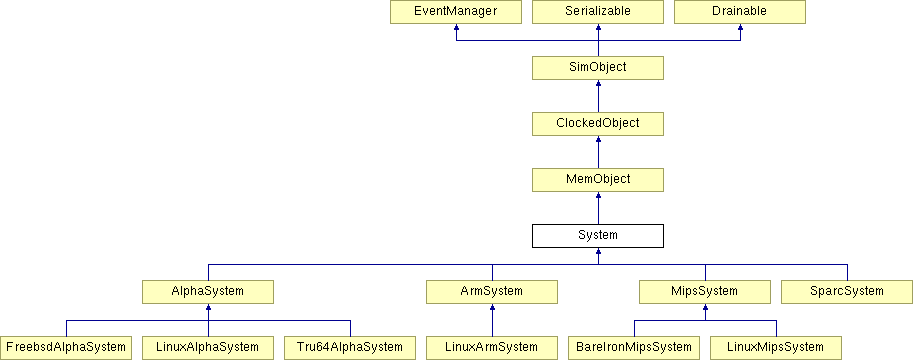 EventManager Serializable Drainable
SimObject
ClockedObject
MemObject
System
AlphaSystem ArmSystem MipsSystem SparcSystem
FreebsdAlphaSystem LinuxAlphaSystem Tru64AlphaSystem LinuxArmSystem BareIronMipsSystem LinuxMipsSystem